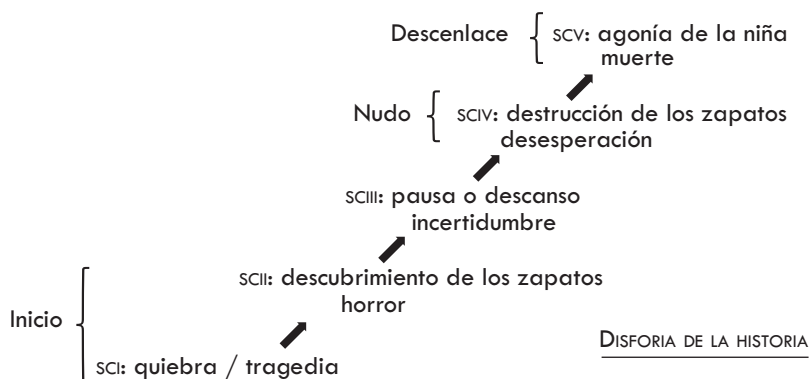 Descenlace
SCV: agonía de la niña
muerte
Nudo
SCIV: destrucción de los zapatos
desesperación
SCIII: pausa o descanso
incertidumbre
SCII: descubrimiento de los zapatos
horror
Inicio
DISFORIA DE LA HISTORIA
SCI: quiebra / tragedia